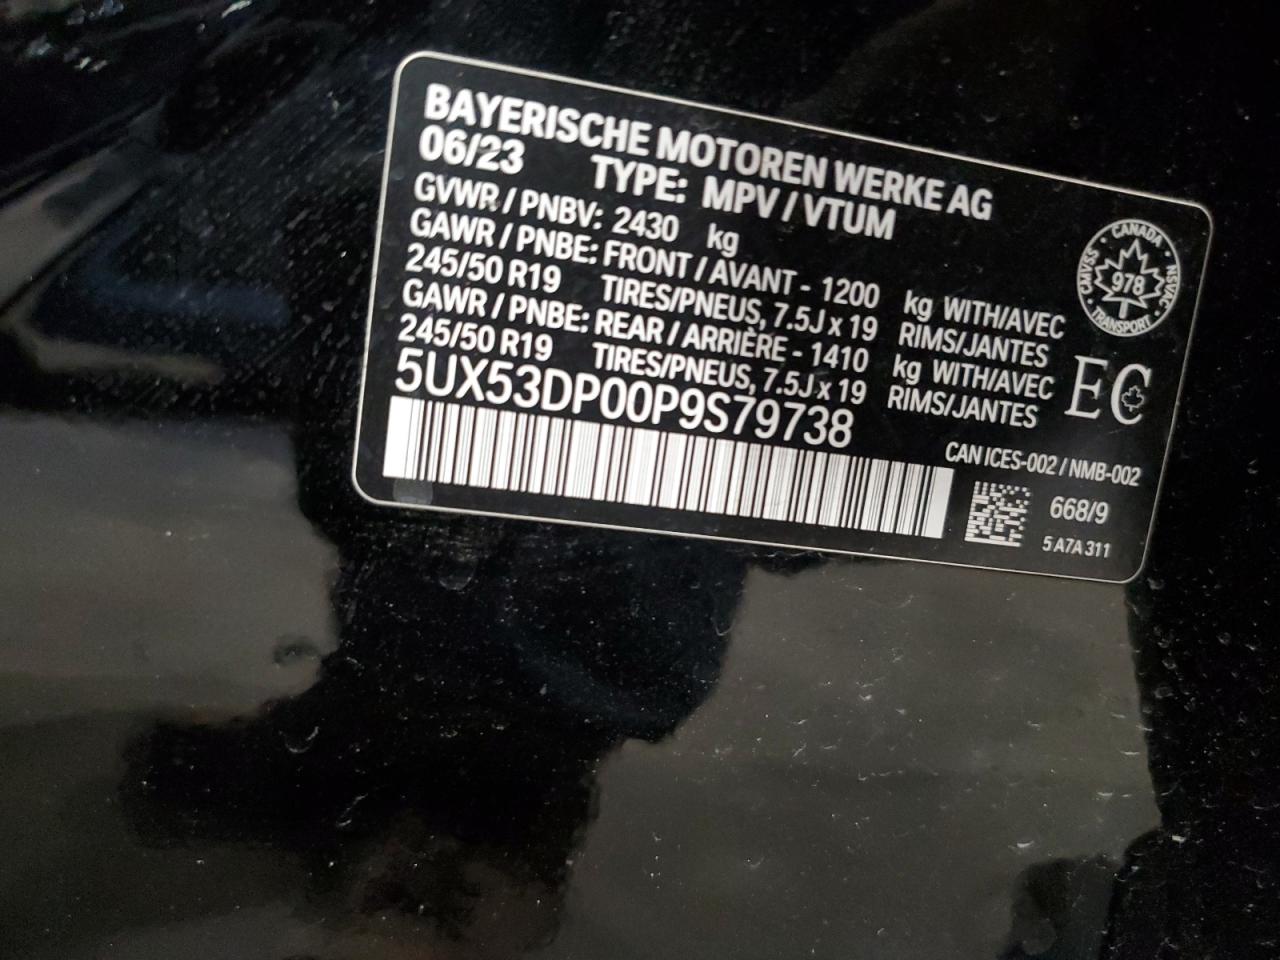 BAYERISCHE MOTOREN WERKE AG
06/23 TYPE: MPV / VTUM
GVWR / PNBV: 2430 kg
GAWR / PNBE: FRONT / AVANT - 1200 kg WITH/AVEC
245/50 R19 TIRES/PNEUS, 7.5J x 19 RIMS/JANTES
GAWR / PNBE: REAR / ARRIÈRE - 1410 kg WITH/AVEC
245/50 R19 TIRES/PNEUS, 7.5J x 19 RIMS/JANTES
5UX53DP00P9S79738
CANADA
CMVSS 978 NSVAC
TRANSPORT
EC
CAN ICES-002 / NMB-002
668/9
5 A7A 311